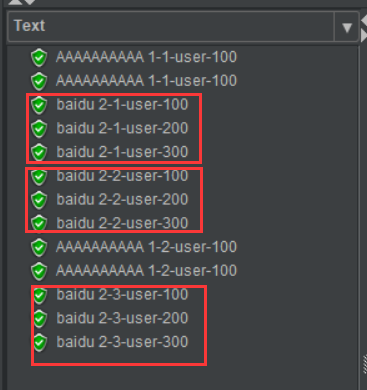 Text
AAAAAAAAAA 1-1-user-100
AAAAAAAAAA 1-1-user-100
baidu 2-1-user-100
baidu 2-1-user-200
baidu 2-1-user-300
baidu 2-2-user-100
baidu 2-2-user-200
baidu 2-2-user-300
AAAAAAAAAA 1-2-user-100
AAAAAAAAAA 1-2-user-100
baidu 2-3-user-100
baidu 2-3-user-200
baidu 2-3-user-300